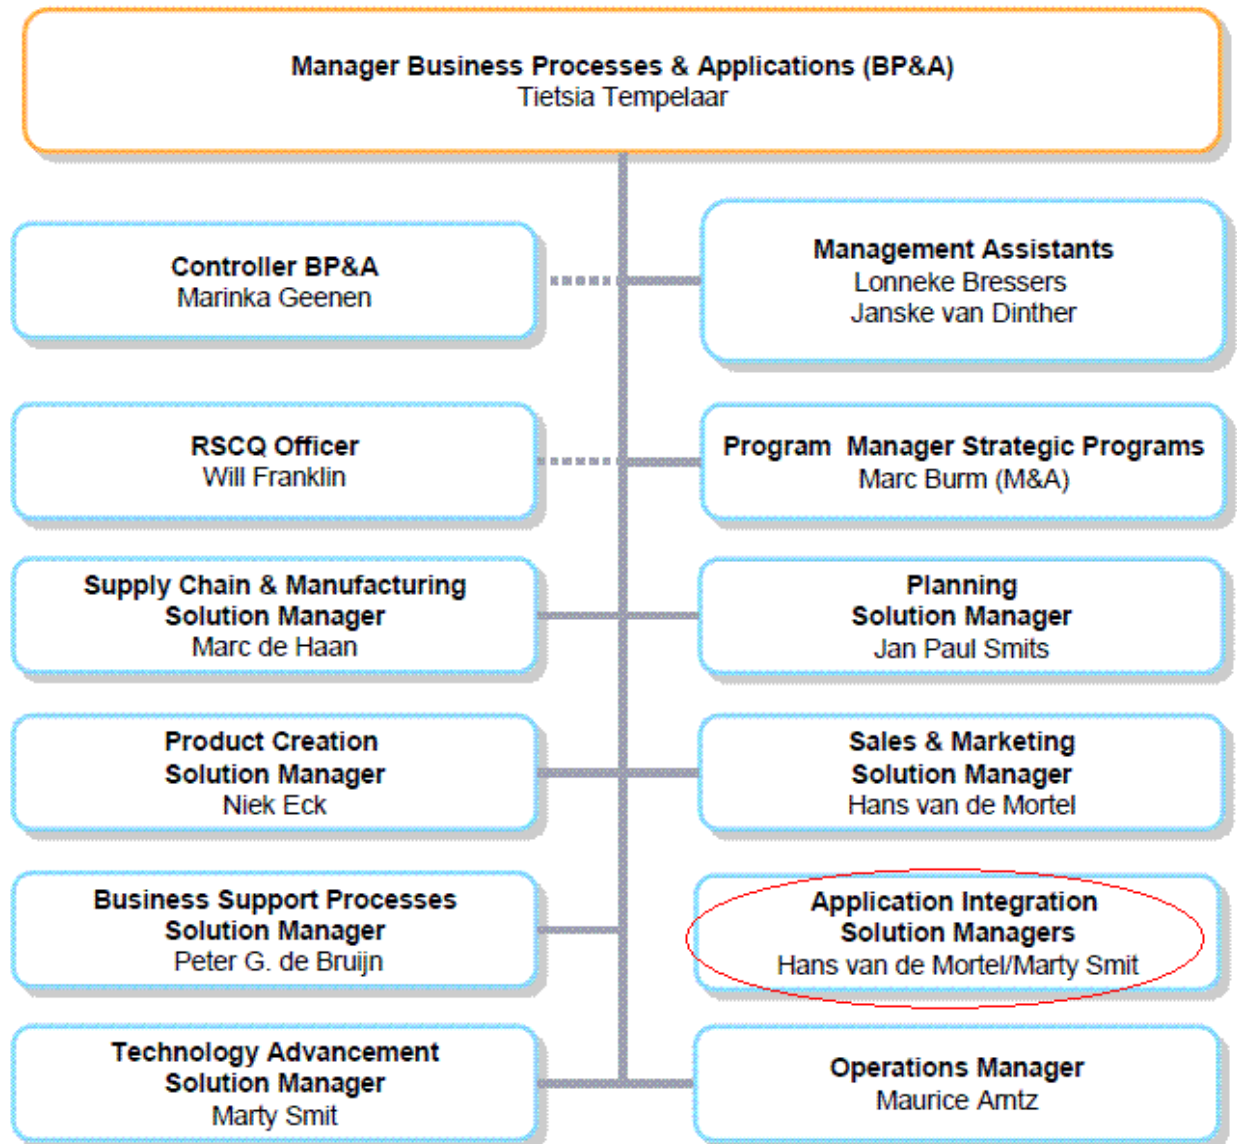 Manager Business Processes & Applications (BP&A)
Tietsia Tempelaar
Controller BP&A
Marinka Geenen
Management Assistants
Lonneke Bressers
Janske van Dinther
RSCQ Officer
Will Franklin
Program Manager Strategic Programs
Marc Burm (M&A)
Supply Chain & Manufacturing
Solution Manager
Marc de Haan
Planning
Solution Manager
Jan Paul Smits
Product Creation
Solution Manager
Niek Eck
Sales & Marketing
Solution Manager
Hans van de Mortel
Business Support Processes
Solution Manager
Peter G. de Bruijn
Application Integration
Solution Managers
Hans van de Mortel/Marty Smit
Technology Advancement
Solution Manager
Marty Smit
Operations Manager
Maurice Arntz